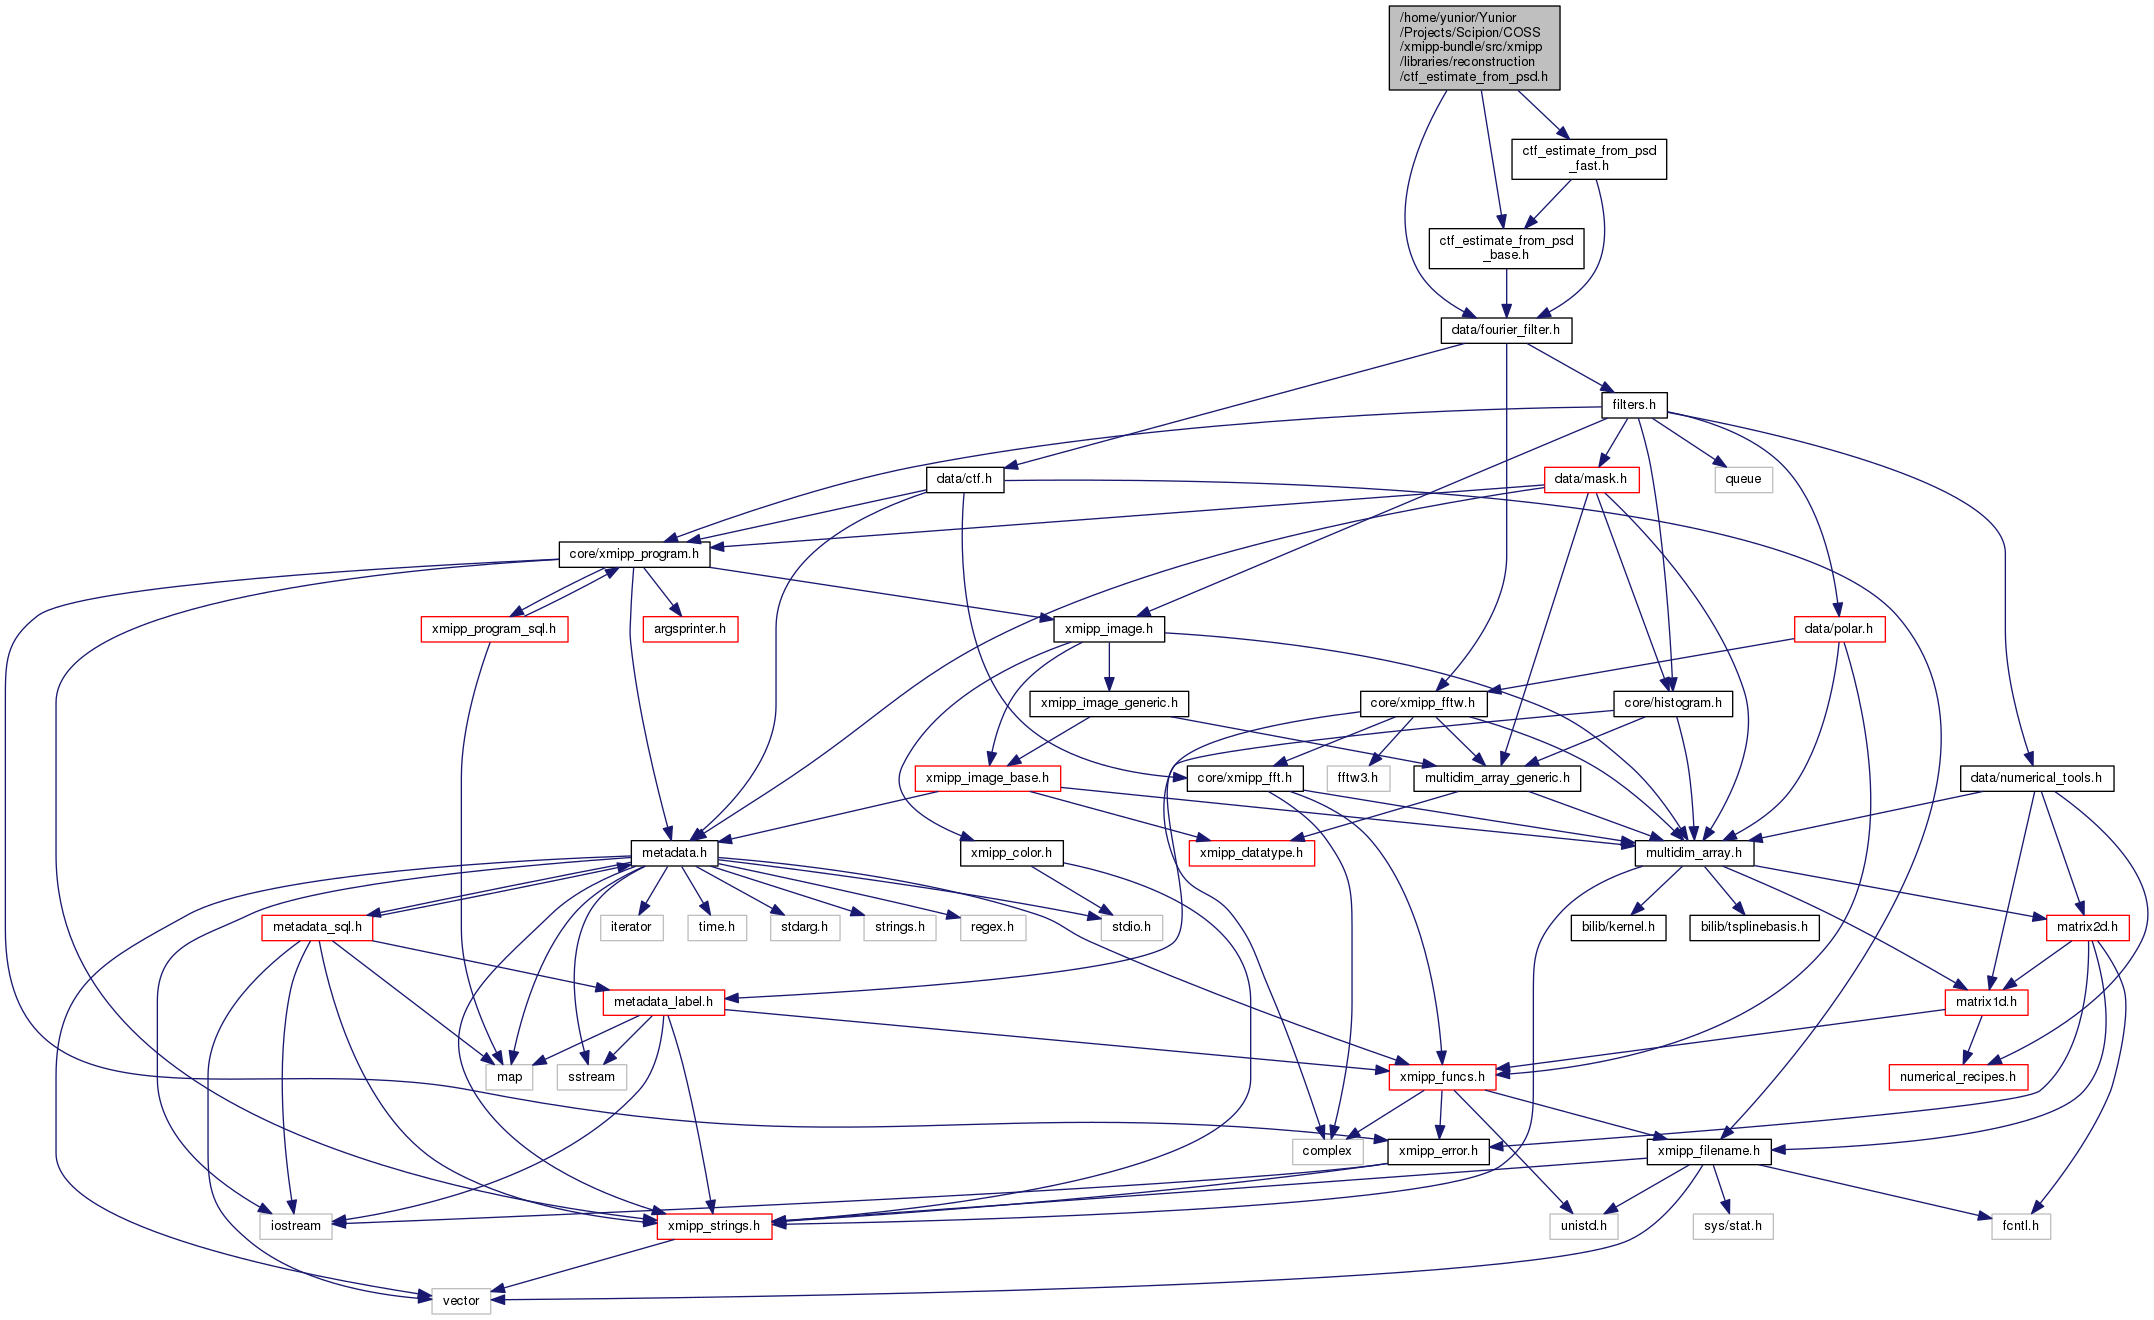 /home/yunior/Yunior
/Projects/Scipion/COSS
/xmipp-bundle/src/xmipp
/libraries/reconstruction
/ctf_estimate_from_psd.h
ctf_estimate_from_psd
_fast.h
ctf_estimate_from_psd
_base.h
data/fourier_filter.h
filters.h
data/ctf.h
data/mask.h
queue
core/xmipp_program.h
xmipp_program_sql.h
argsprinter.h
xmipp_image.h
data/polar.h
xmipp_image_generic.h
core/xmipp_fftw.h
core/histogram.h
xmipp_image_base.h
core/xmipp_fft.h
fftw3.h
multidim_array_generic.h
data/numerical_tools.h
metadata.h
xmipp_color.h
xmipp_datatype.h
multidim_array.h
metadata_sql.h
iterator
time.h
stdarg.h
strings.h
regex.h
stdio.h
bilib/kernel.h
bilib/tsplinebasis.h
matrix2d.h
metadata_label.h
matrix1d.h
map
sstream
xmipp_funcs.h
numerical_recipes.h
complex
xmipp_error.h
xmipp_filename.h
iostream
xmipp_strings.h
unistd.h
sys/stat.h
fcntl.h
vector